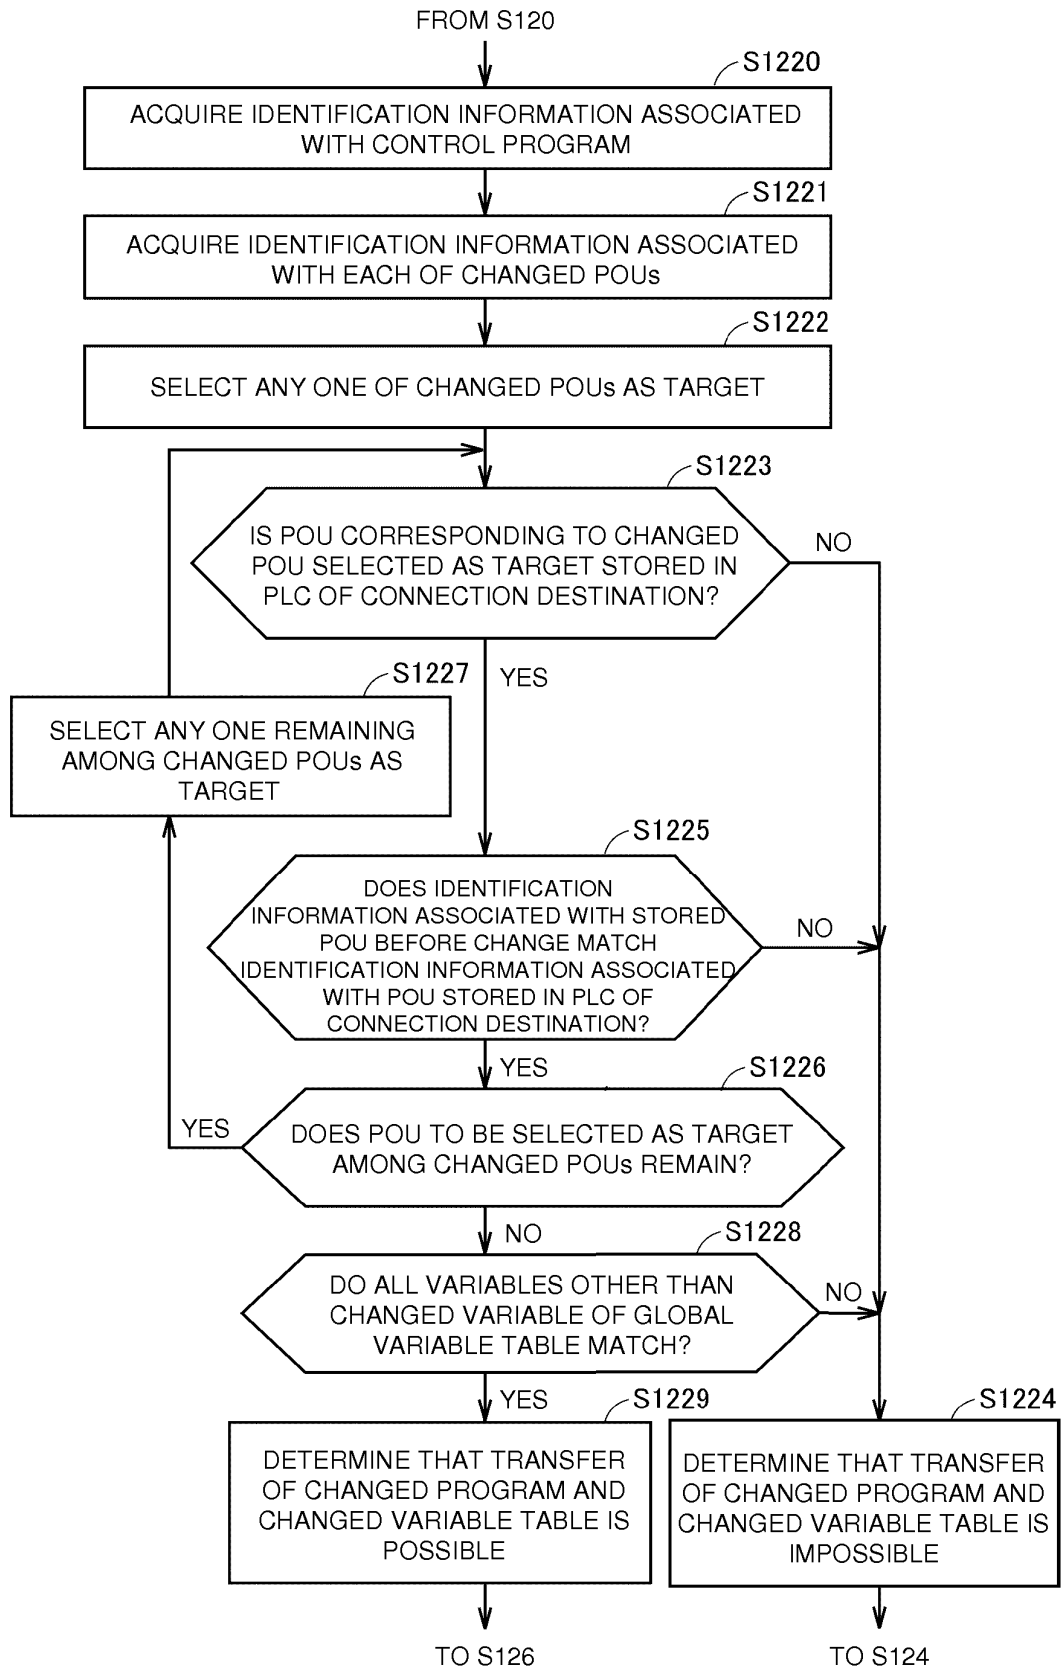 FROM S120
S1220
ACQUIRE IDENTIFICATION INFORMATION ASSOCIATED
WITH CONTROL PROGRAM
S1221
ACQUIRE IDENTIFICATION INFORMATION ASSOCIATED
WITH EACH OF CHANGED POUs
S1222
SELECT ANY ONE OF CHANGED POUs AS TARGET
S1223
IS POU CORRESPONDING TO CHANGED
POU SELECTED AS TARGET STORED IN
PLC OF CONNECTION DESTINATION?
NO
YES
S1227
SELECT ANY ONE REMAINING
AMONG CHANGED POUs AS
TARGET
S1225
DOES IDENTIFICATION
INFORMATION ASSOCIATED WITH STORED
POU BEFORE CHANGE MATCH
IDENTIFICATION INFORMATION ASSOCIATED
WITH POU STORED IN PLC OF
CONNECTION DESTINATION?
NO
YES
S1226
DOES POU TO BE SELECTED AS TARGET
AMONG CHANGED POUs REMAIN?
YES
NO
S1228
DO ALL VARIABLES OTHER THAN
CHANGED VARIABLE OF GLOBAL
VARIABLE TABLE MATCH?
NO
YES
S1229
DETERMINE THAT TRANSFER
OF CHANGED PROGRAM AND
CHANGED VARIABLE TABLE IS
POSSIBLE
S1224
DETERMINE THAT TRANSFER
OF CHANGED PROGRAM AND
CHANGED VARIABLE TABLE IS
IMPOSSIBLE
TO S126
TO S124